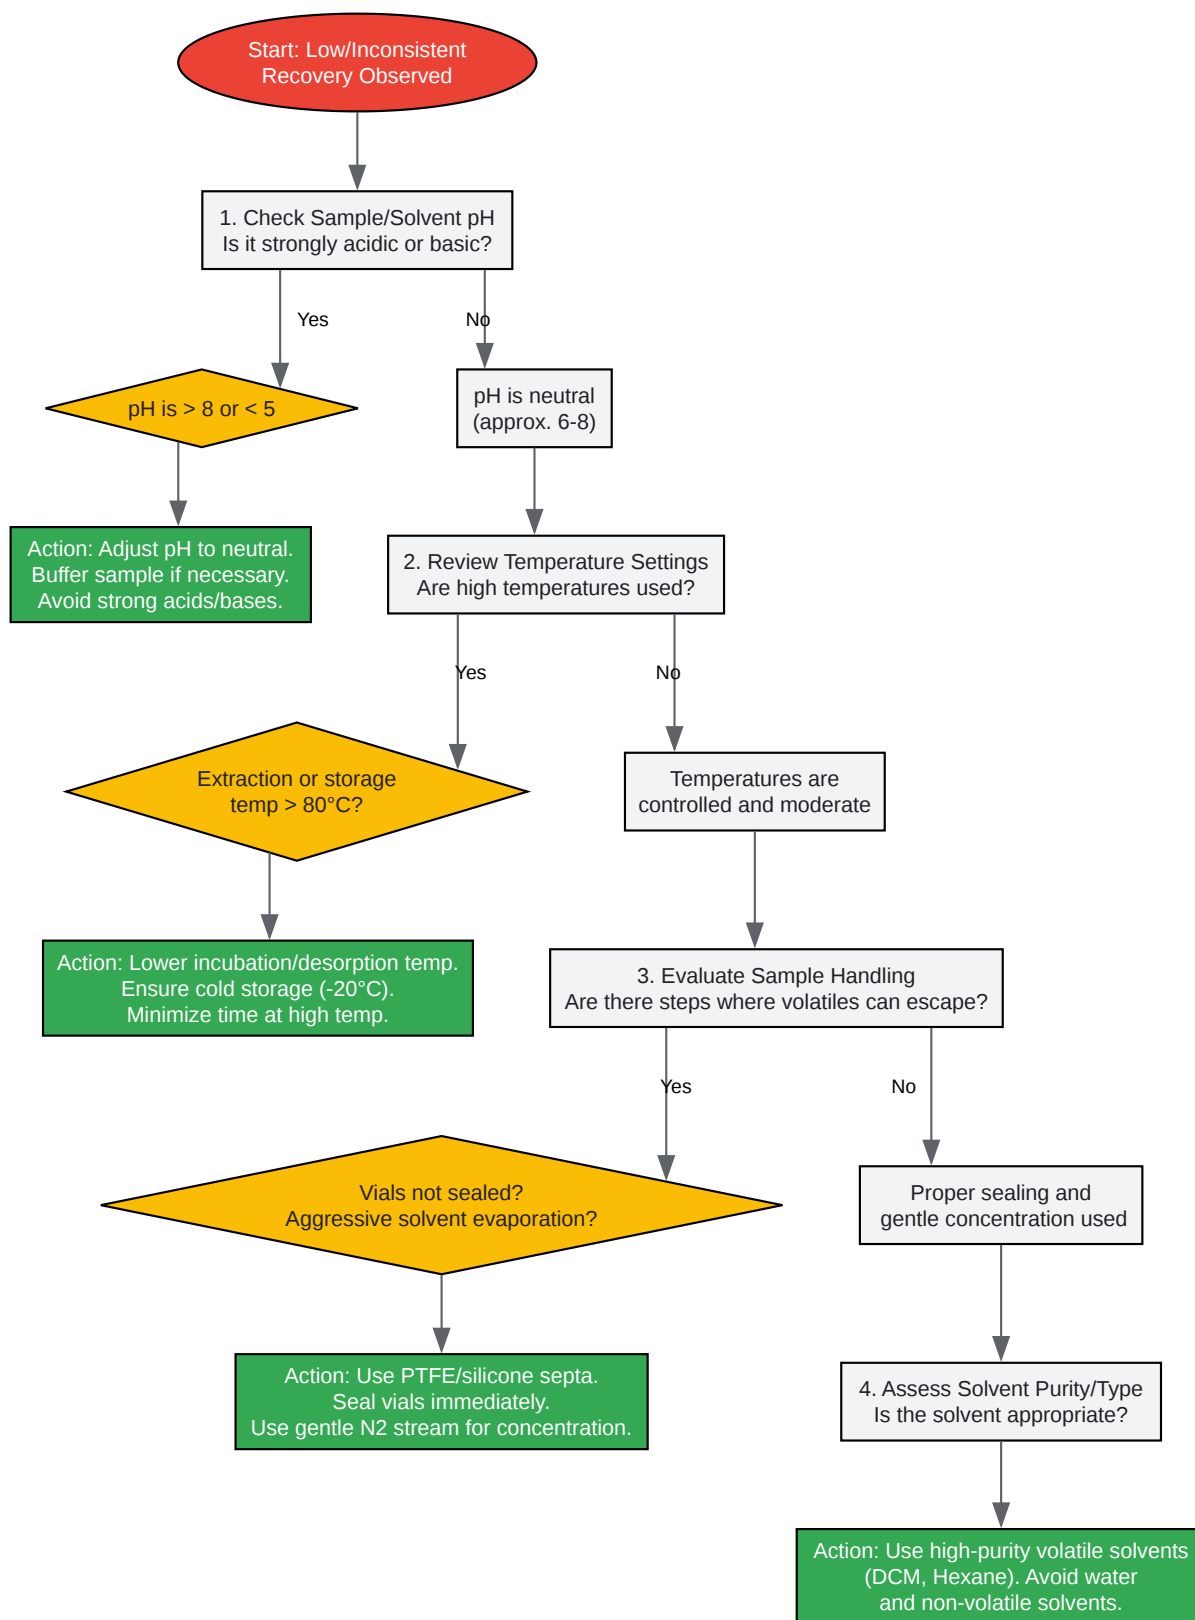 Start: Low/Inconsistent
Recovery Observed
1. Check Sample/Solvent pH
Is it strongly acidic or basic?
Yes
No
pH is > 8 or < 5
pH is neutral
(approx. 6-8)
Action: Adjust pH to neutral.
Buffer sample if necessary.
Avoid strong acids/bases.
2. Review Temperature Settings
Are high temperatures used?
Yes
No
Extraction or storage
temp > 80°C?
Temperatures are
controlled and moderate
Action: Lower incubation/desorption temp.
Ensure cold storage (-20°C).
Minimize time at high temp.
3. Evaluate Sample Handling
Are there steps where volatiles can escape?
Yes
No
Vials not sealed?
Aggressive solvent evaporation?
Proper sealing and
gentle concentration used
Action: Use PTFE/silicone septa.
Seal vials immediately.
Use gentle N2 stream for concentration.
4. Assess Solvent Purity/Type
Is the solvent appropriate?
Action: Use high-purity volatile solvents
(DCM, Hexane). Avoid water
and non-volatile solvents.